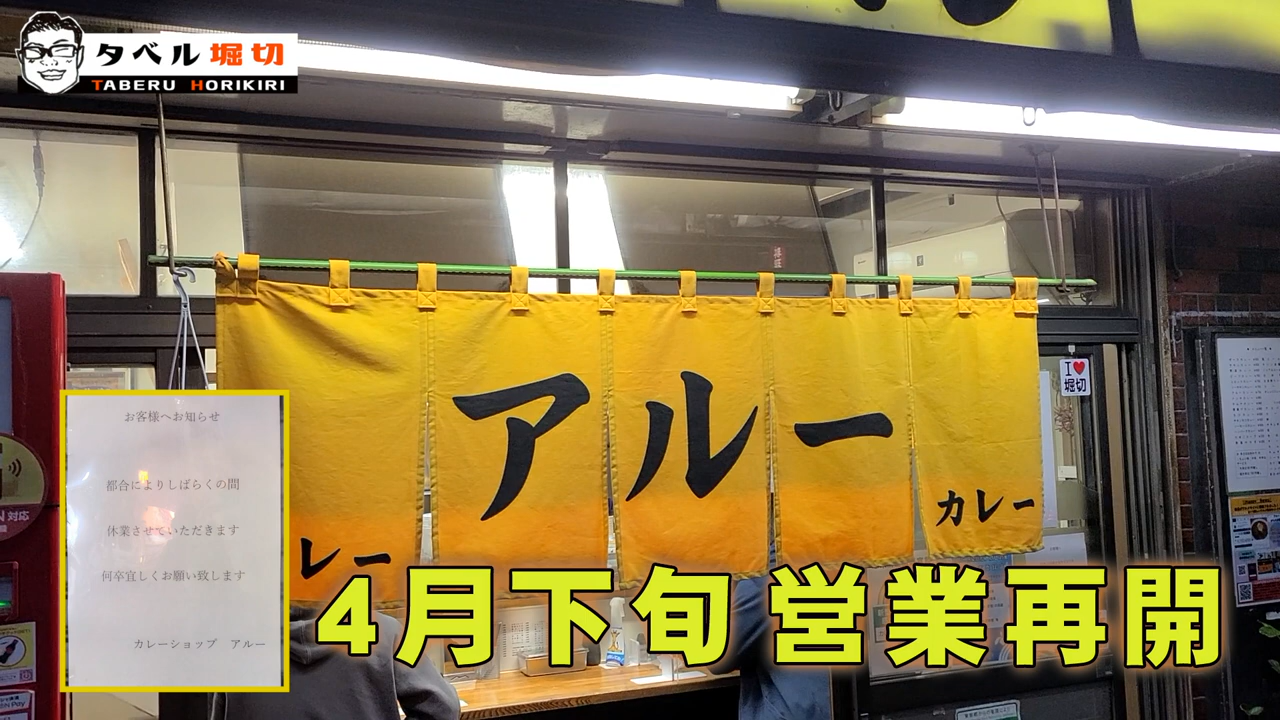 タベル堀切
TABERU HORIKIRI
アルー
カレー
レー
I❤堀切
お客様へお知らせ
都合によりしばらくの間
休業させていただきます
何卒宜しくお願い致します
カレーショップ アルー
対応
4月下旬 営業再開